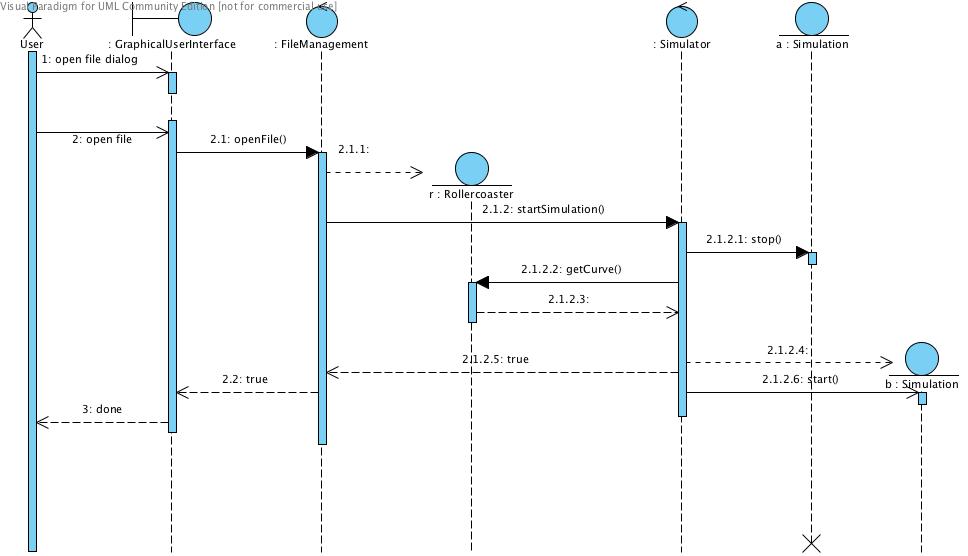 Visual Paradigm for UML Community Edition [not for commercial use]
User
: GraphicalUserInterface
: FileManagement
: Simulator
a : Simulation
1: open file dialog
2: open file
2.1: openFile()
2.1.1:
r : Rollercoaster
2.1.2: startSimulation()
2.1.2.1: stop()
2.1.2.2: getCurve()
2.1.2.3:
2.1.2.4:
2.1.2.5: true
b : Simulation
2.2: true
2.1.2.6: start()
3: done